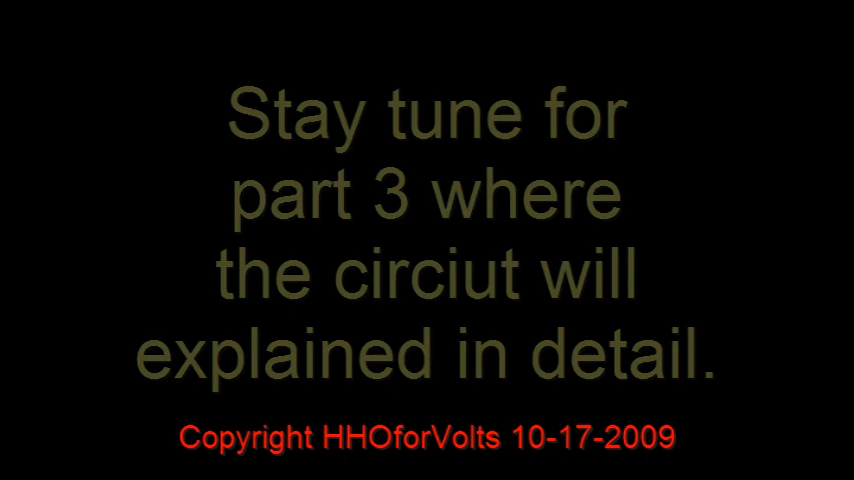 Stay tune for
part 3 where
the circiut will
explained in detail.
Copyright HHOforVolts 10-17-2009